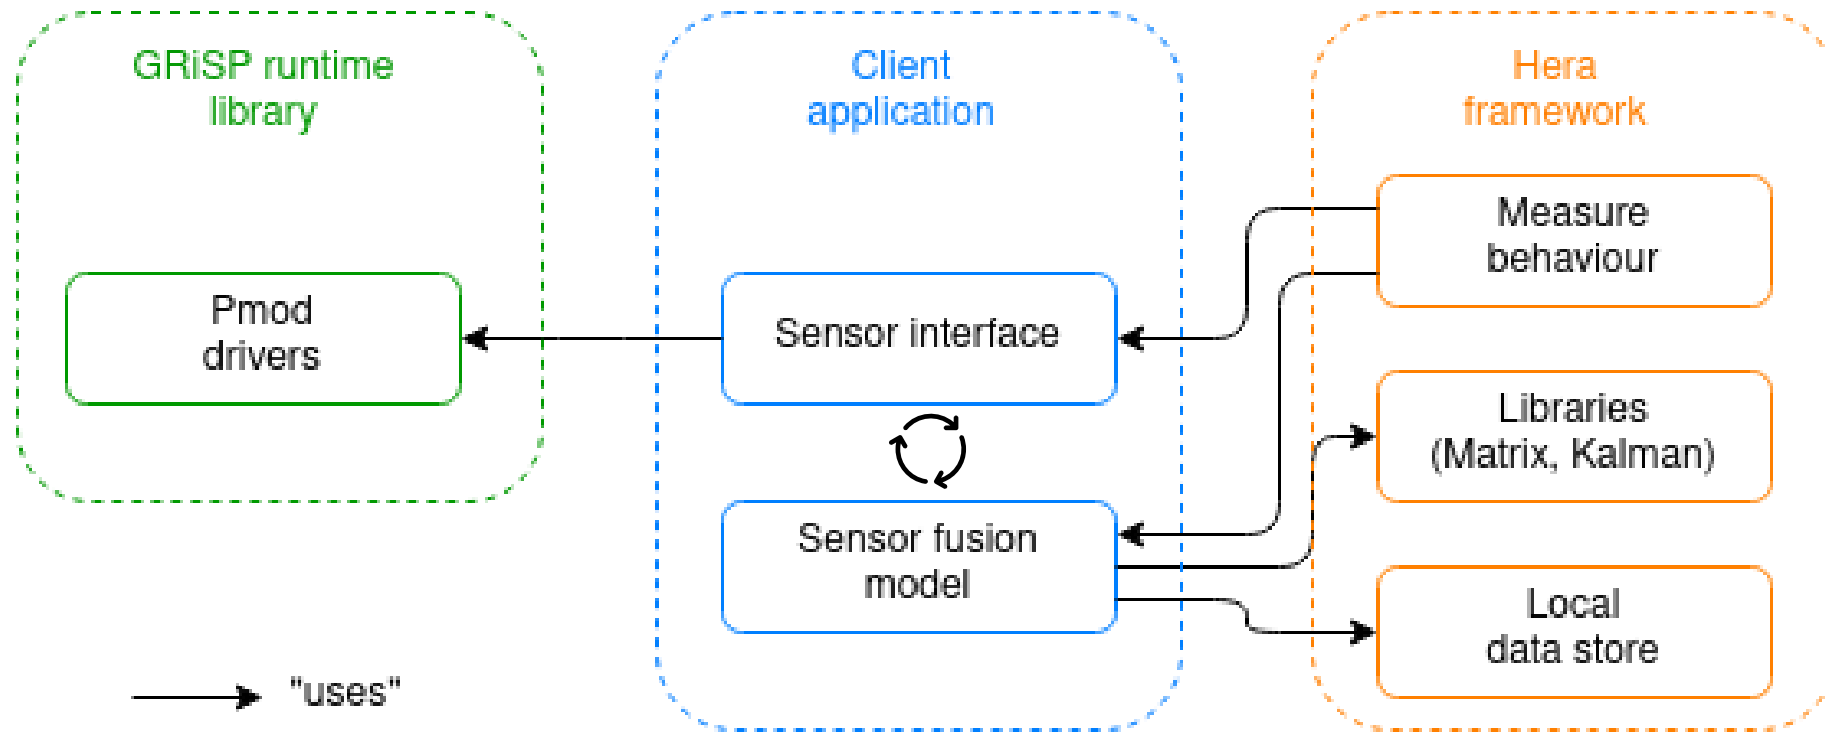 GRiSP runtime
library
Client
application
Hera
framework
Pmod
drivers
Sensor interface
Sensor fusion
model
Measure
behaviour
Libraries
(Matrix, Kalman)
Local
data store
"uses"